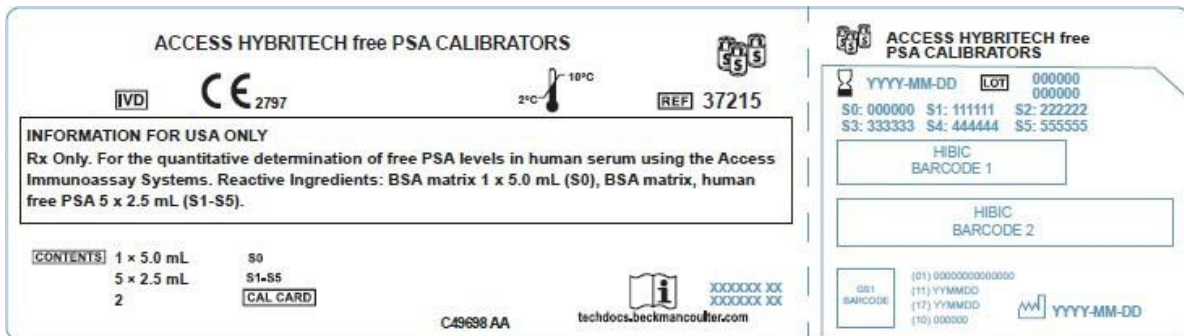 ACCESS HYBRITECH free PSA CALIBRATORS
IVD
CE 2797
2°C
10°C
REF 37215
INFORMATION FOR USA ONLY
Rx Only. For the quantitative determination of free PSA levels in human serum using the Access
Immunoassay Systems. Reactive Ingredients: BSA matrix 1 x 5.0 mL (S0), BSA matrix, human
free PSA 5 x 2.5 mL (S1-S5).
CONTENTS 1 × 5.0 mL S0
5 × 2.5 mL S1-S5
2 CAL CARD
C49698 AA
i
techdocs.beckmancoulter.com
XXXXXX XX
XXXXXX XX
S S S
S S S
ACCESS HYBRITECH free
PSA CALIBRATORS
YYYY-MM-DD LOT 000000
000000
S0: 000000 S1: 111111 S2: 222222
S3: 333333 S4: 444444 S5: 555555
HIBIC
BARCODE 1
HIBIC
BARCODE 2
GS1
BARCODE
(01) 00000000000000
(11) YYMMDD
(17) YYMMDD
(10) 000000
YYYY-MM-DD